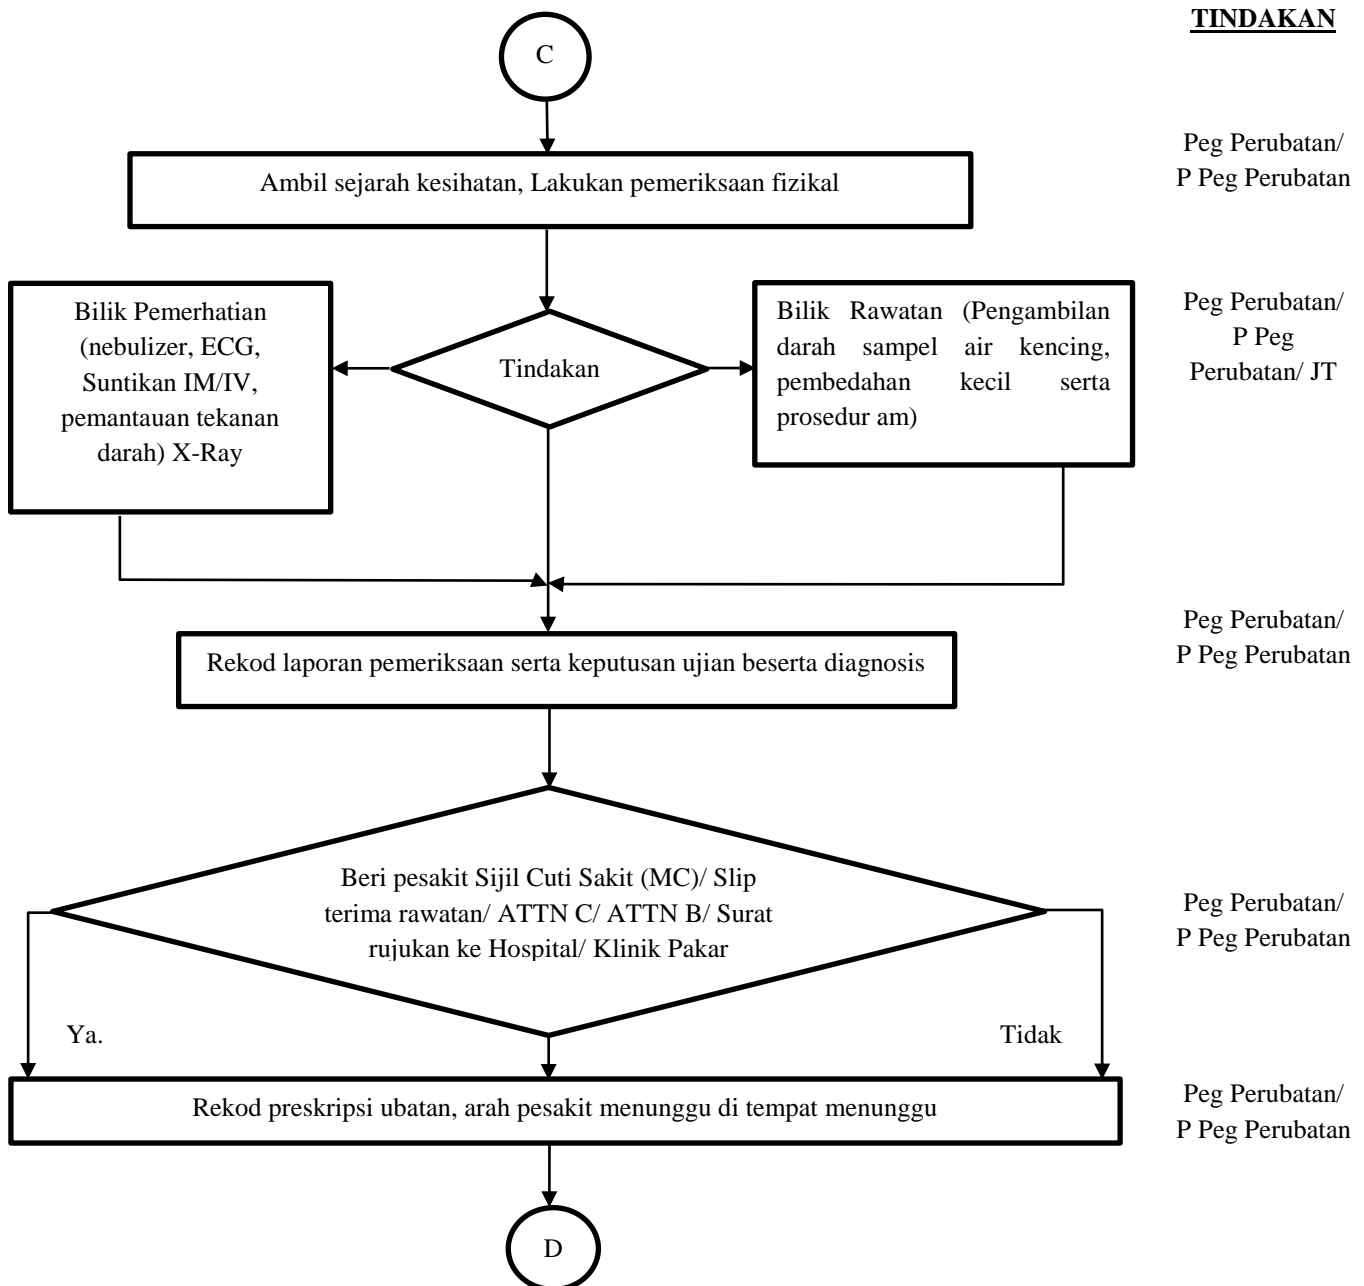 TINDAKAN
C
Peg Perubatan/
P Peg Perubatan
Ambil sejarah kesihatan, Lakukan pemeriksaan fizikal
Bilik Pemerhatian
(nebulizer, ECG,
Suntikan IM/IV,
pemantauan tekanan
darah) X-Ray
Tindakan
Bilik Rawatan (Pengambilan
darah sampel air kencing,
pembedahan kecil serta
prosedur am)
Peg Perubatan/
P Peg
Perubatan/ JT
Rekod laporan pemeriksaan serta keputusan ujian beserta diagnosis
Peg Perubatan/
P Peg Perubatan
Beri pesakit Sijil Cuti Sakit (MC)/ Slip
terima rawatan/ ATTN C/ ATTN B/ Surat
rujukan ke Hospital/ Klinik Pakar
Peg Perubatan/
P Peg Perubatan
Ya.
Tidak
Rekod preskripsi ubatan, arah pesakit menunggu di tempat menunggu
Peg Perubatan/
P Peg Perubatan
D